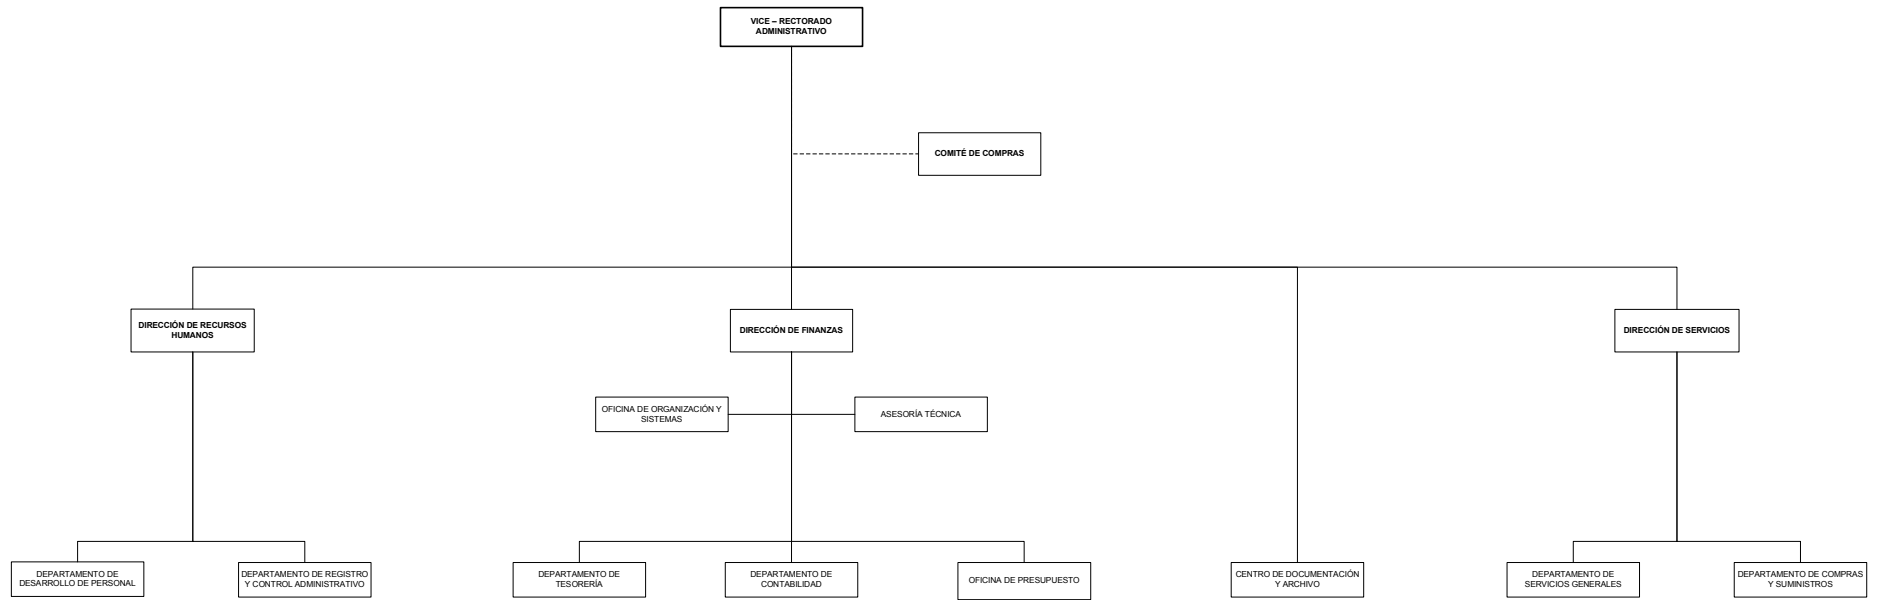 VICE – RECTORADO
ADMINISTRATIVO
COMITÉ DE COMPRAS
DIRECCIÓN DE RECURSOS
HUMANOS
DIRECCIÓN DE FINANZAS
DIRECCIÓN DE SERVICIOS
OFICINA DE ORGANIZACIÓN Y
SISTEMAS
ASESORÍA TÉCNICA
DEPARTAMENTO DE
DESARROLLO DE PERSONAL
DEPARTAMENTO DE REGISTRO
Y CONTROL ADMINISTRATIVO
DEPARTAMENTO DE
TESORERÍA
DEPARTAMENTO DE
CONTABILIDAD
OFICINA DE PRESUPUESTO
CENTRO DE DOCUMENTACIÓN
Y ARCHIVO
DEPARTAMENTO DE
SERVICIOS GENERALES
DEPARTAMENTO DE COMPRAS
Y SUMINISTROS